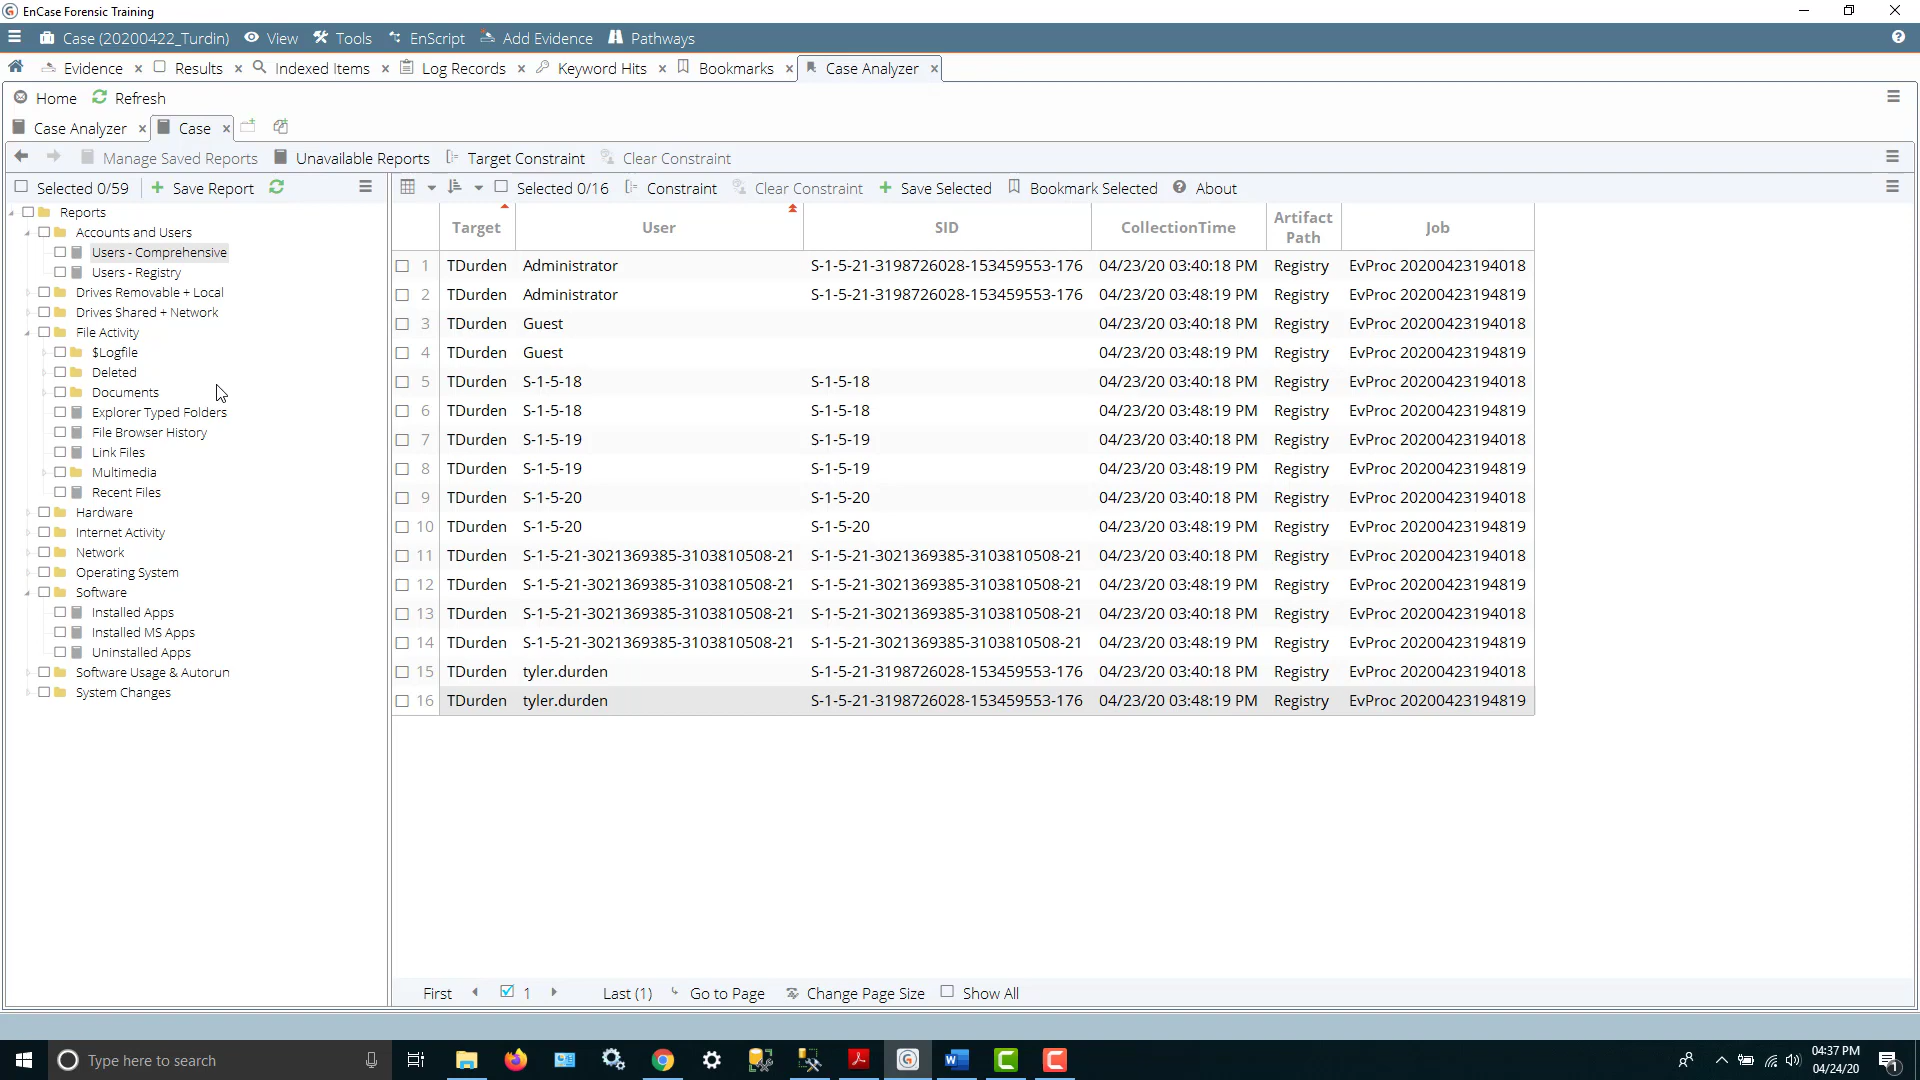 EnCase Forensic Training
Case (20200422_Turdin) View Tools EnScript Add Evidence Pathways
Evidence Results Indexed Items Log Records Keyword Hits Bookmarks Case Analyzer
Home Refresh
Case Analyzer Case
Manage Saved Reports Unavailable Reports Target Constraint Clear Constraint
Selected 0/59 Save Report
Reports
Accounts and Users
Users - Comprehensive
Users - Registry
Drives Removable + Local
Drives Shared + Network
File Activity
$Logfile
Deleted
Documents
Explorer Typed Folders
File Browser History
Link Files
Multimedia
Recent Files
Hardware
Internet Activity
Network
Operating System
Software
Installed Apps
Installed MS Apps
Uninstalled Apps
Software Usage & Autorun
System Changes
Selected 0/16 Constraint Clear Constraint Save Selected Bookmark Selected About
Target User SID CollectionTime Artifact Path Job
1 TDurden Administrator S-1-5-21-3198726028-153459553-176 04/23/20 03:40:18 PM Registry EvProc 20200423194018
2 TDurden Administrator S-1-5-21-3198726028-153459553-176 04/23/20 03:48:19 PM Registry EvProc 20200423194819
3 TDurden Guest 04/23/20 03:40:18 PM Registry EvProc 20200423194018
4 TDurden Guest 04/23/20 03:48:19 PM Registry EvProc 20200423194819
5 TDurden S-1-5-18 S-1-5-18 04/23/20 03:40:18 PM Registry EvProc 20200423194018
6 TDurden S-1-5-18 S-1-5-18 04/23/20 03:48:19 PM Registry EvProc 20200423194819
7 TDurden S-1-5-19 S-1-5-19 04/23/20 03:40:18 PM Registry EvProc 20200423194018
8 TDurden S-1-5-19 S-1-5-19 04/23/20 03:48:19 PM Registry EvProc 20200423194819
9 TDurden S-1-5-20 S-1-5-20 04/23/20 03:40:18 PM Registry EvProc 20200423194018
10 TDurden S-1-5-20 S-1-5-20 04/23/20 03:48:19 PM Registry EvProc 20200423194819
11 TDurden S-1-5-21-3021369385-3103810508-21 S-1-5-21-3021369385-3103810508-21 04/23/20 03:40:18 PM Registry EvProc 20200423194018
12 TDurden S-1-5-21-3021369385-3103810508-21 S-1-5-21-3021369385-3103810508-21 04/23/20 03:48:19 PM Registry EvProc 20200423194819
13 TDurden S-1-5-21-3021369385-3103810508-21 S-1-5-21-3021369385-3103810508-21 04/23/20 03:40:18 PM Registry EvProc 20200423194018
14 TDurden S-1-5-21-3021369385-3103810508-21 S-1-5-21-3021369385-3103810508-21 04/23/20 03:48:19 PM Registry EvProc 20200423194819
15 TDurden tyler.durden S-1-5-21-3198726028-153459553-176 04/23/20 03:40:18 PM Registry EvProc 20200423194018
16 TDurden tyler.durden S-1-5-21-3198726028-153459553-176 04/23/20 03:48:19 PM Registry EvProc 20200423194819
First 1 Last (1) Go to Page Change Page Size Show All
Type here to search
04:37 PM
04/24/20
1